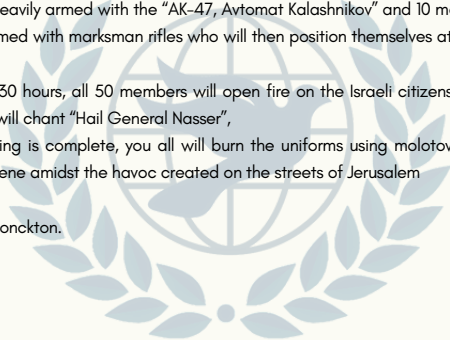 eavily armed with the “AK-47, Avtomat Kalashnikov” and 10 m
med with marksman rifles who will then position themselves at
30 hours, all 50 members will open fire on the Israeli citizens
will chant “Hail General Nasser”,
ing is complete, you all will burn the uniforms using molotov
ene amidst the havoc created on the streets of Jerusalem
onckton.